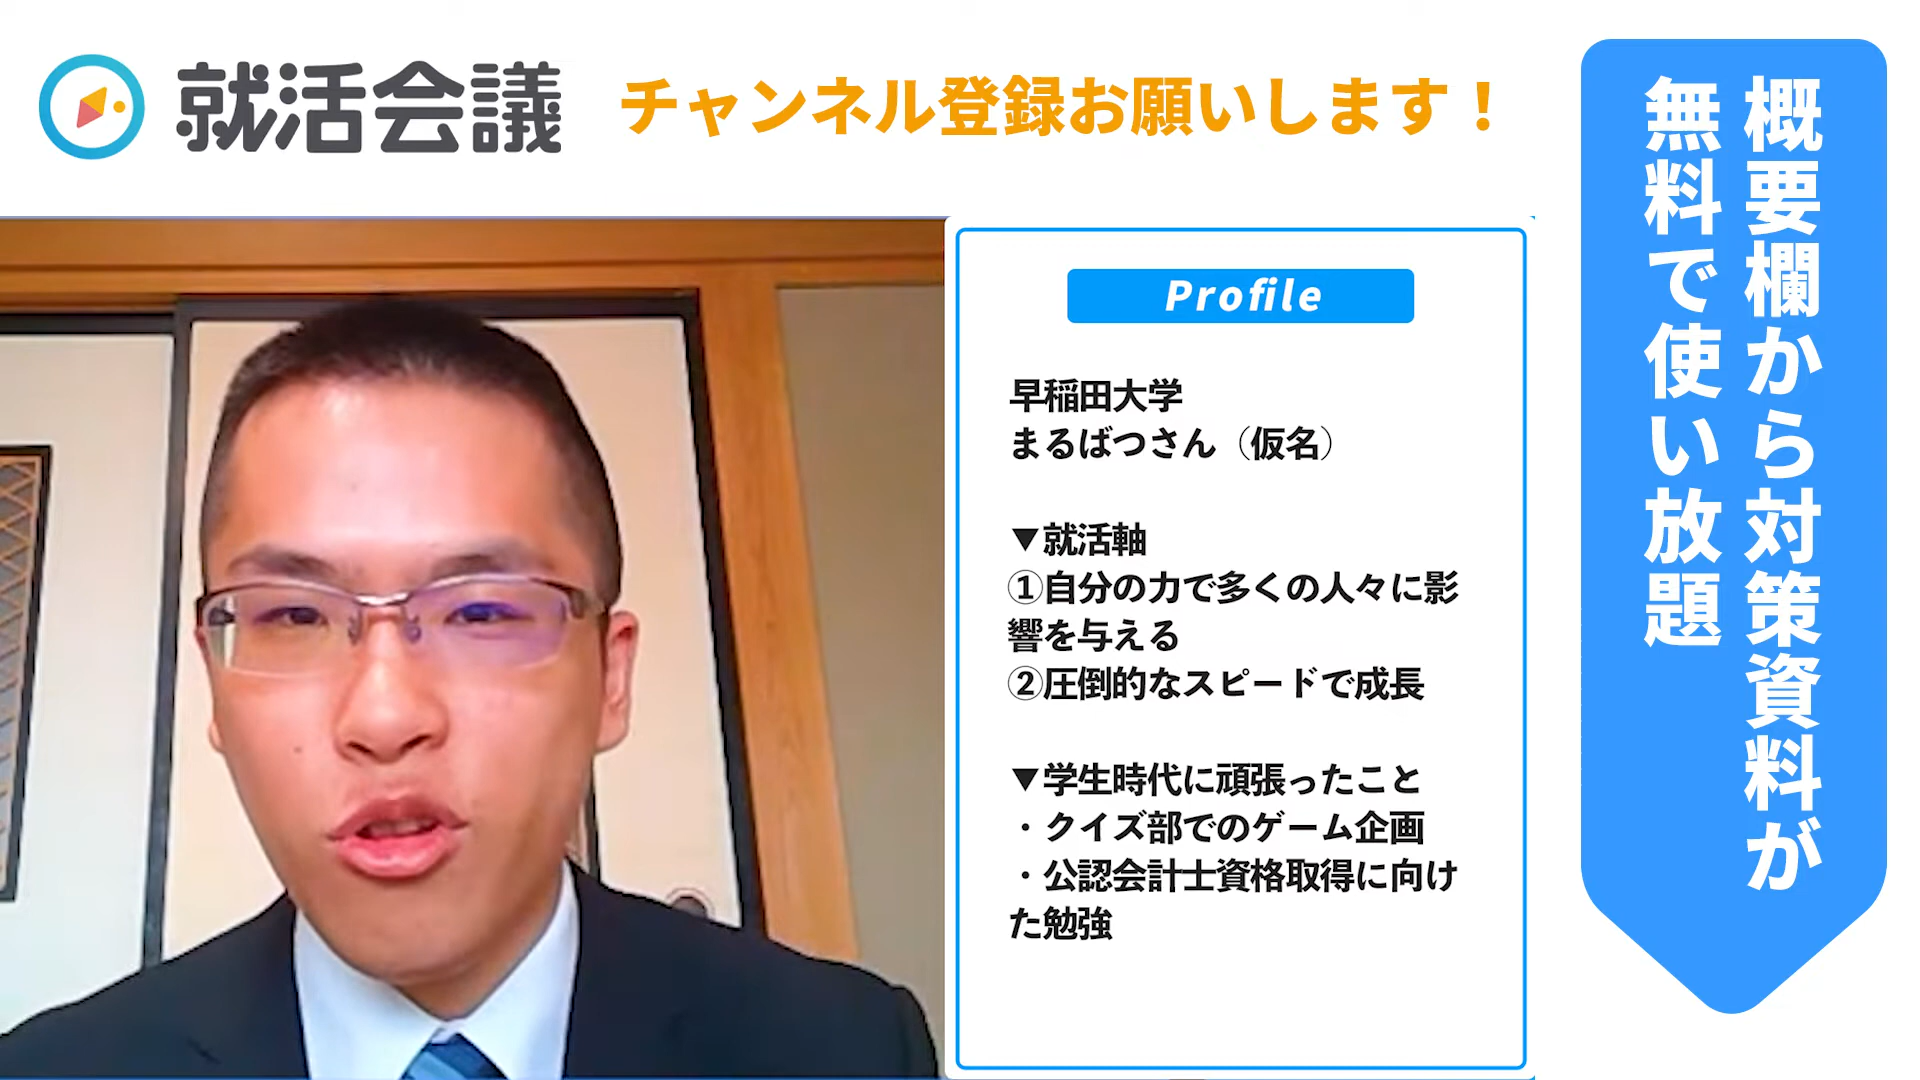 就活会議
チャンネル登録お願いします！
概要欄から対策資料が
無料で使い放題
Profile
早稲田大学
まるばつさん（仮名）
▼就活軸
①自分の力で多くの人々に影
響を与える
②圧倒的なスピードで成長
▼学生時代に頑張ったこと
・クイズ部でのゲーム企画
・公認会計士資格取得に向け
た勉強